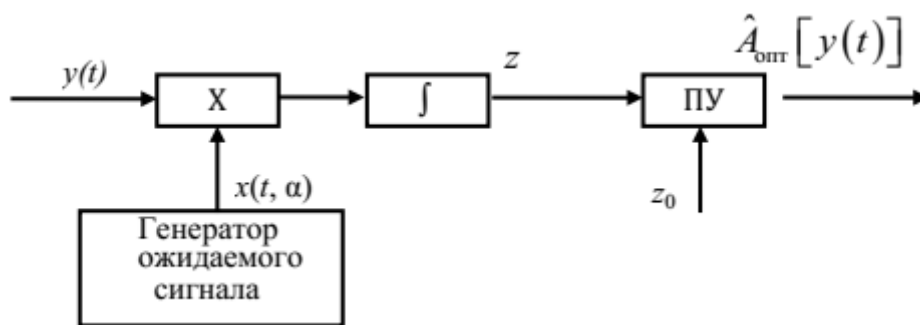 Â_опт[y(t)]
y(t)
z
X
∫
ПУ
x(t, α)
z₀
Генератор
ожидаемого
сигнала